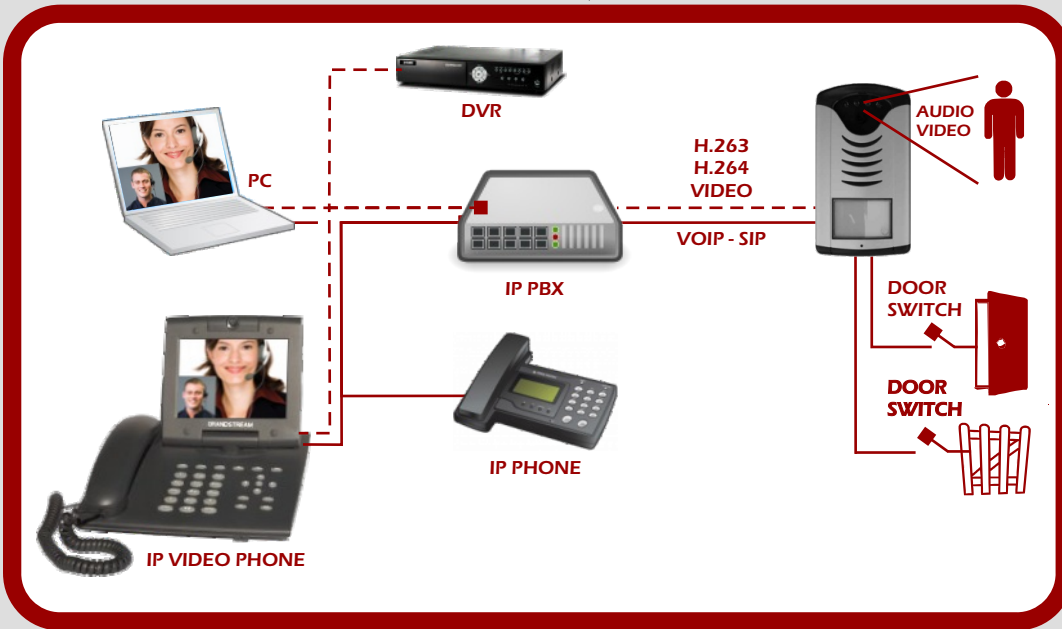 DVR
AUDIO
VIDEO
H.263
H.264
VIDEO
PC
VOIP - SIP
IP PBX
DOOR
SWITCH
DOOR
SWITCH
GRANDSTREAM
IP PHONE
IP VIDEO PHONE